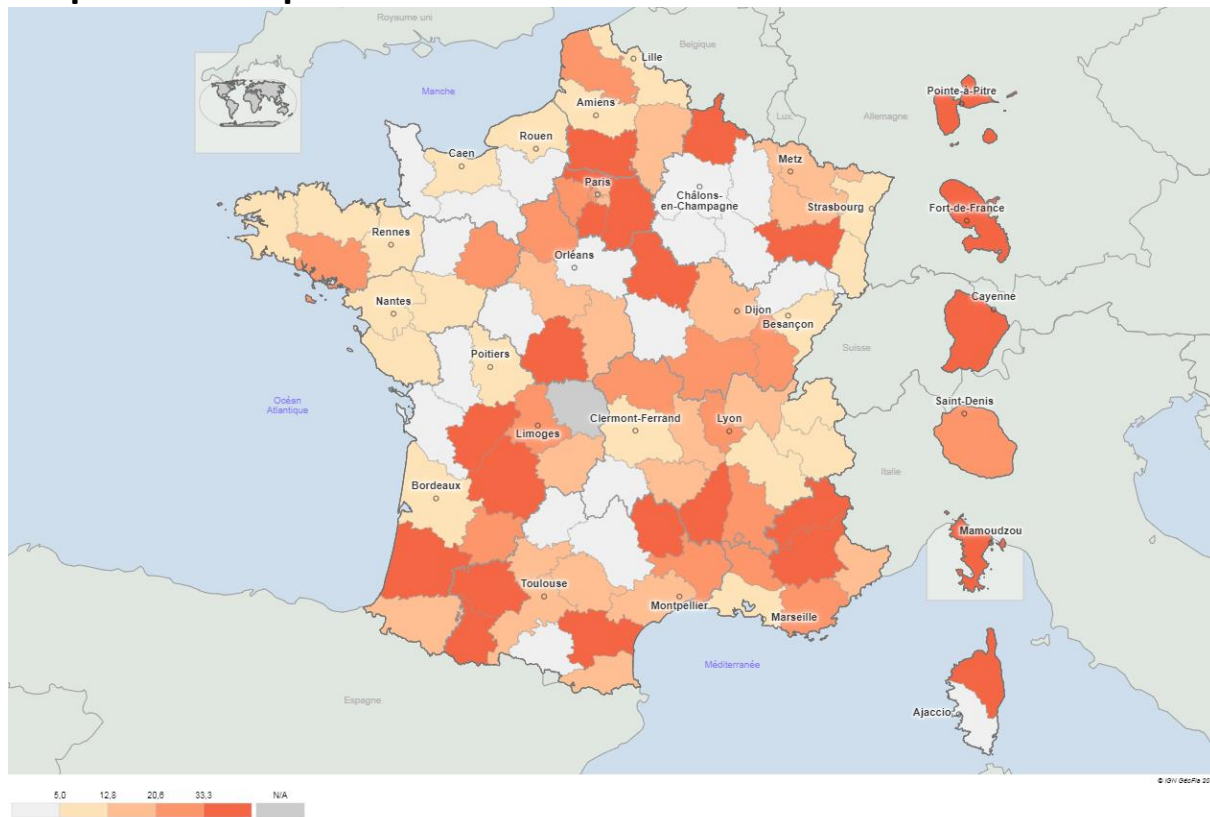 Royaume uni
Belgique
Lille
Manche
Amiens
Lux.
Allemagne
Pointe-à-Pitre
Rouen
Caen
Metz
Paris
Châlons-
en-Champagne
Strasbourg
Fort-de-France
Rennes
Orléans
Nantes
Dijon
Besançon
Cayenne
Poitiers
Suisse
Océan
Atlantique
Saint-Denis
Clermont-Ferrand
Lyon
Limoges
Italie
Bordeaux
Mamoudzou
Toulouse
Montpellier
Marseille
Méditerranée
Espagne
Ajaccio
5,0 12,8 20,6 33,3 N/A